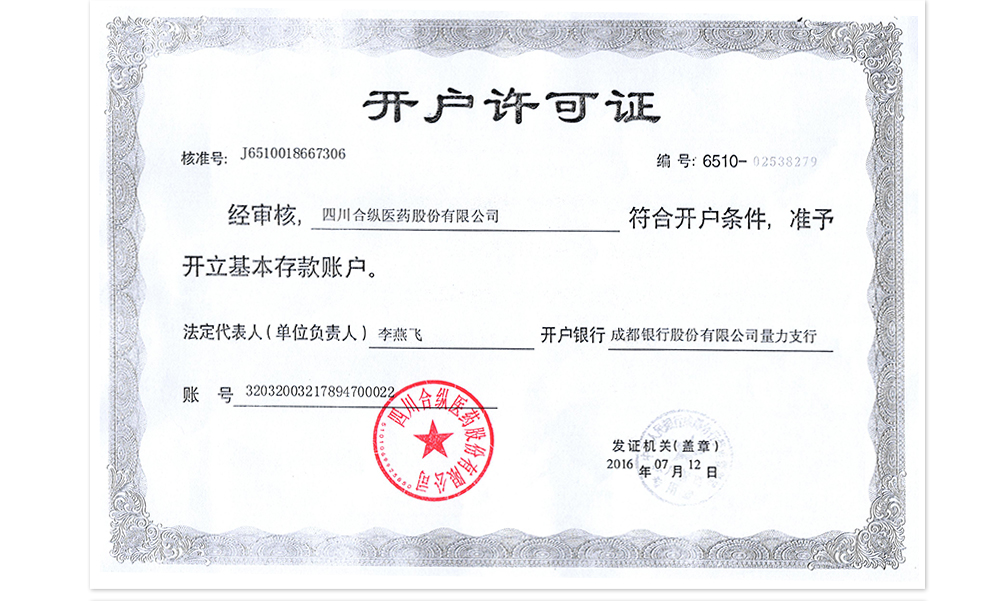 开户许可证
核准号: J6510018667306 编 号: 6510- 02538279
经审核, 四川合纵医药股份有限公司 符合开户条件, 准予
开立基本存款账户。
法定代表人(单位负责人) 李燕飞 开户银行 成都银行股份有限公司量力支行
账 号 32032003217894700022
四川合纵医药股份有限公司
发证机关(盖章)
2016 年 07 月 12 日